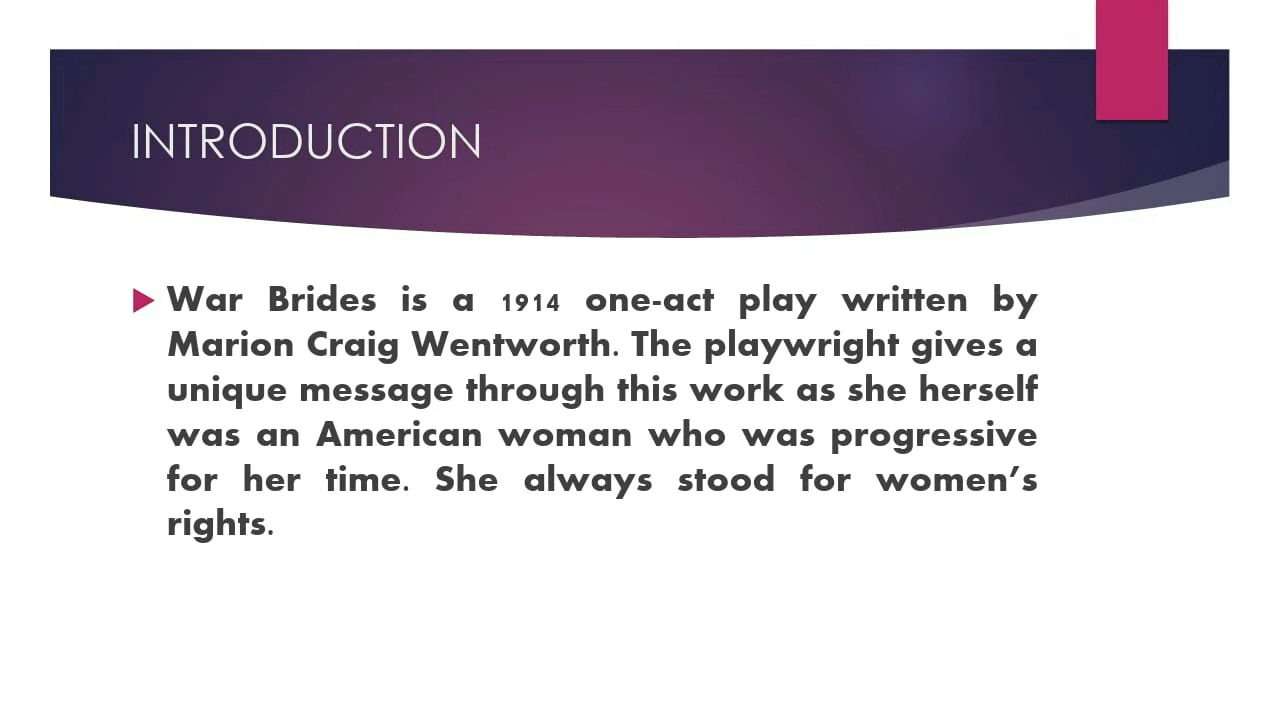 INTRODUCTION
War Brides is a 1914 one-act play written by
Marion Craig Wentworth. The playwright gives a
unique message through this work as she herself
was an American woman who was progressive
for her time. She always stood for women’s
rights.